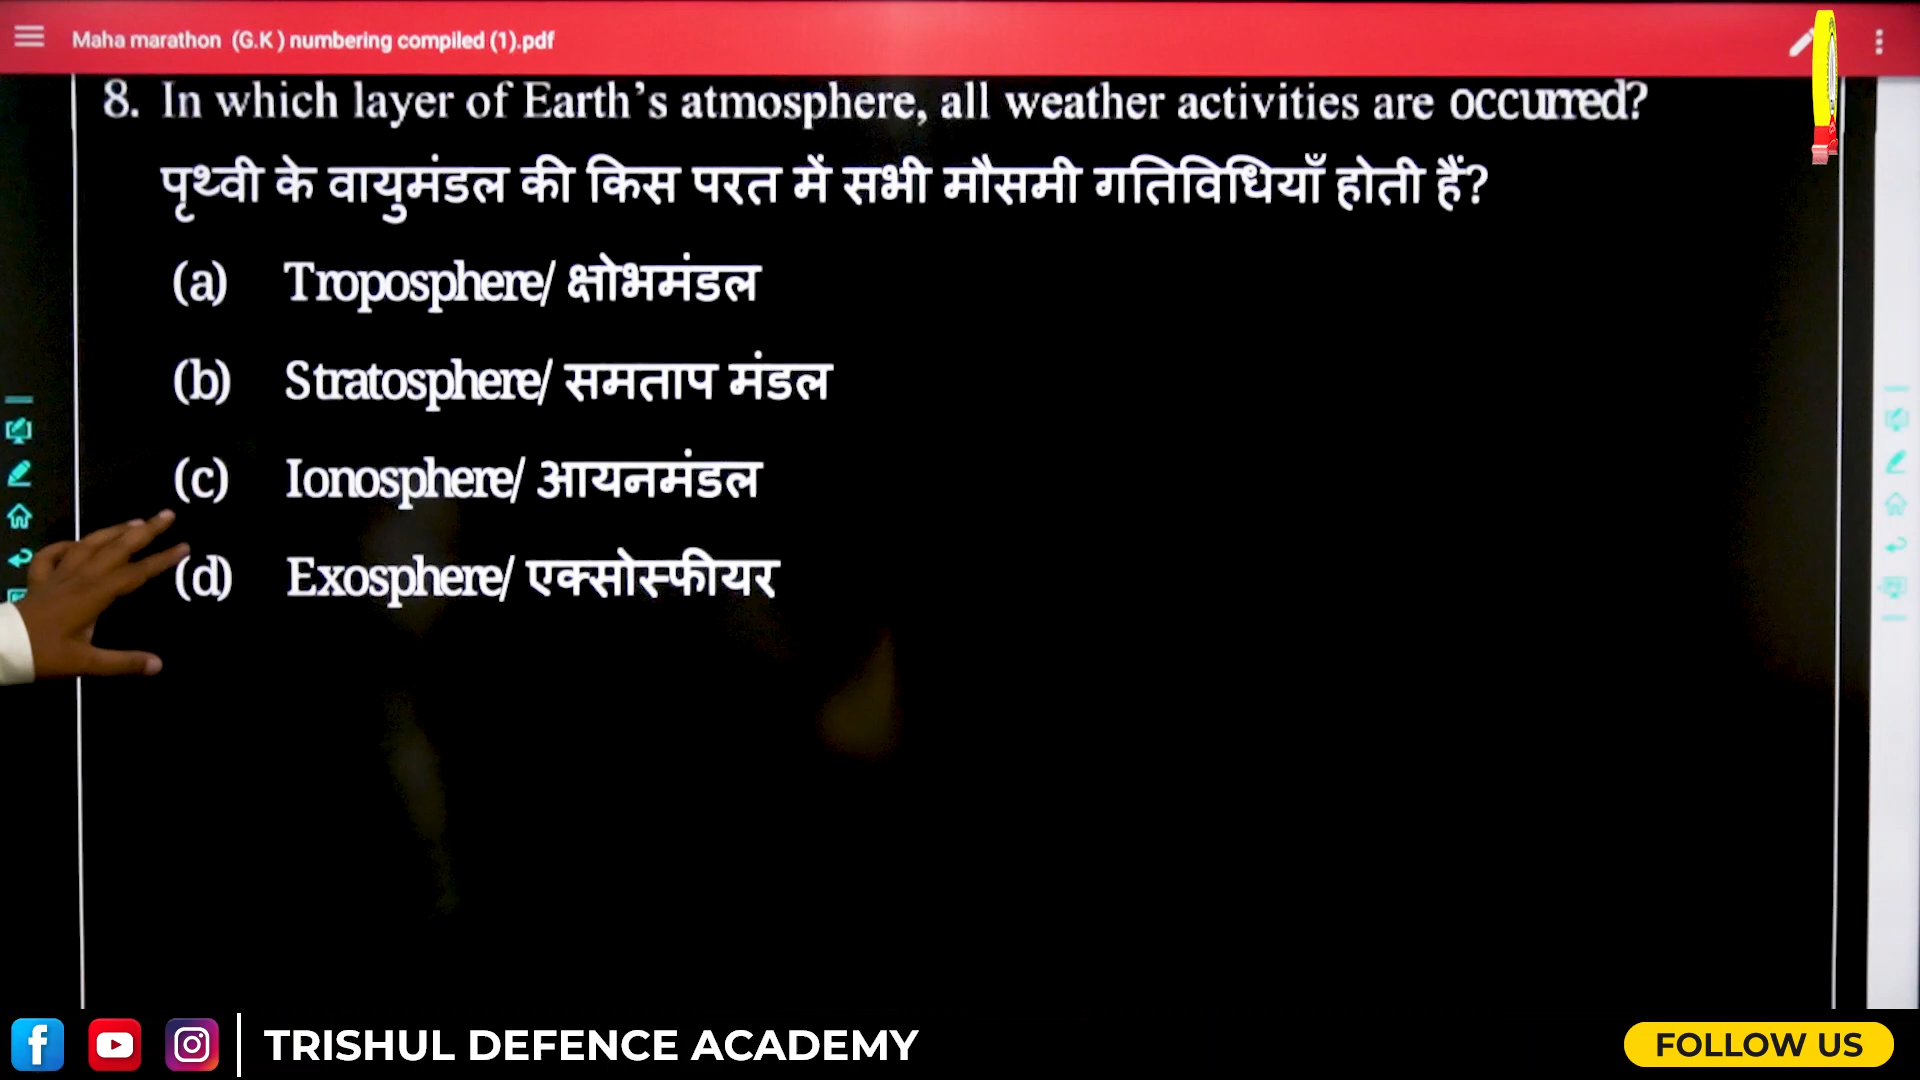 Maha marathon (G.K ) numbering compiled (1).pdf
8. In which layer of Earth's atmosphere, all weather activities are occurred?
पृथ्वी के वायुमंडल की किस परत में सभी मौसमी गतिविधियाँ होती हैं?
(a) Troposphere/ क्षोभमंडल
(b) Stratosphere/ समताप मंडल
(c) Ionosphere/ आयनमंडल
(d) Exosphere/ एक्सोस्फीयर
TRISHUL DEFENCE ACADEMY
FOLLOW US